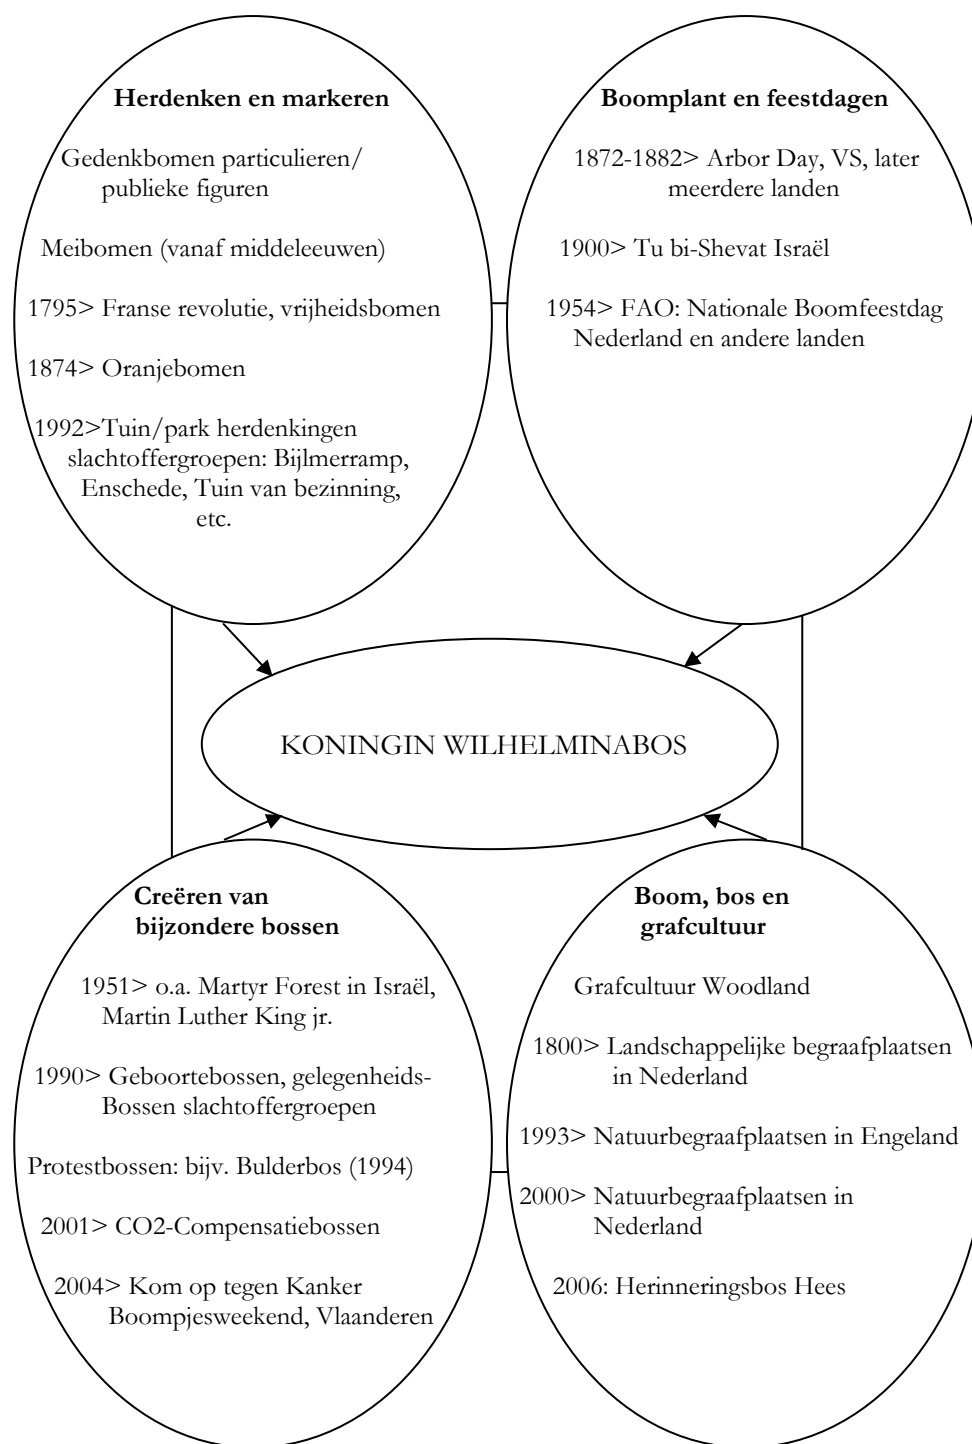 Herdenken en markeren
Gedenkbomen particulieren/
publieke figuren
Meibomen (vanaf middeleeuwen)
1795> Franse revolutie, vrijheidsbomen
1874> Oranjebomen
1992>Tuin/park herdenkingen
slachtoffergroepen: Bijlmerramp,
Enschede, Tuin van bezinning,
etc.
Boomplant en feestdagen
1872-1882> Arbor Day, VS, later
meerdere landen
1900> Tu bi-Shevat Israël
1954> FAO: Nationale Boomfeestdag
Nederland en andere landen
KONINGIN WILHELMINABOS
Creëren van
bijzondere bossen
1951> o.a. Martyr Forest in Israël,
Martin Luther King jr.
1990> Geboortebossen, gelegenheids-
Bossen slachtoffergroepen
Protestbossen: bijv. Bulderbos (1994)
2001> CO2-Compensatiebossen
2004> Kom op tegen Kanker
Boompjesweekend, Vlaanderen
Boom, bos en
grafcultuur
Grafcultuur Woodland
1800> Landschappelijke begraafplaatsen
in Nederland
1993> Natuurbegraafplaatsen in Engeland
2000> Natuurbegraafplaatsen in
Nederland
2006: Herinneringsbos Hees